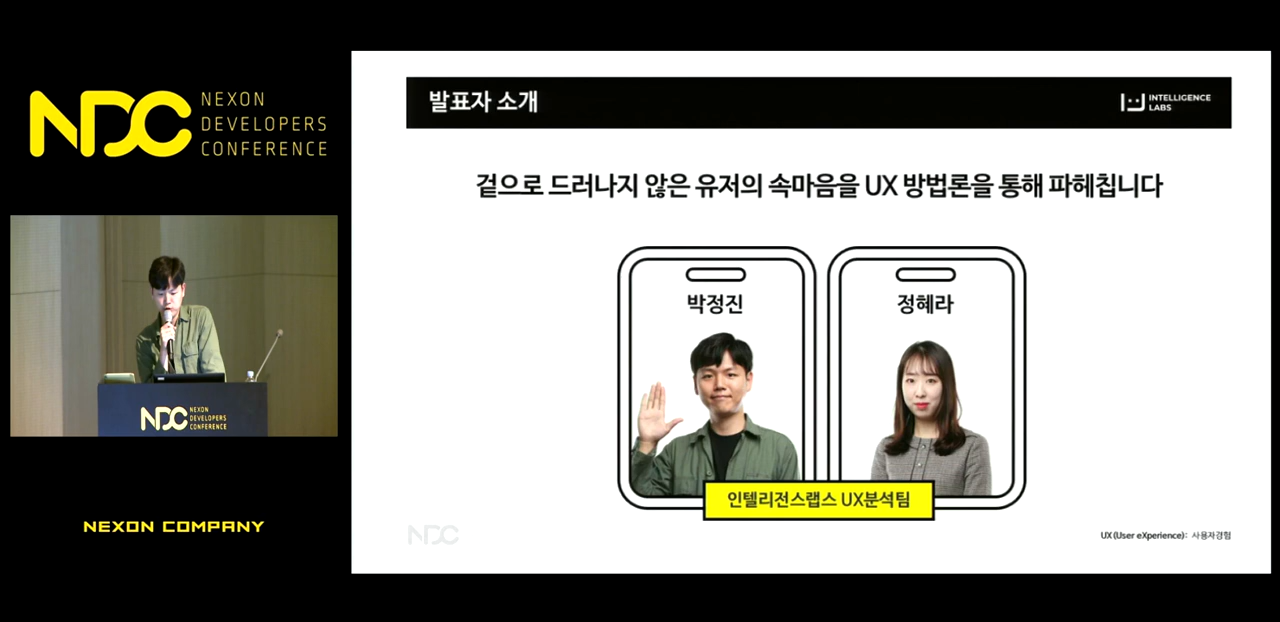 NDC
NEXON
DEVELOPERS
CONFERENCE
NDC
NEXON
DEVELOPERS
CONFERENCE
NEXON COMPANY
발표자 소개
INTELLIGENCE
LABS
겉으로 드러나지 않은 유저의 속마음을 UX 방법론을 통해 파헤칩니다
박정진
정혜라
인텔리전스랩스 UX분석팀
NDC
UX (User eXperience): 사용자경험